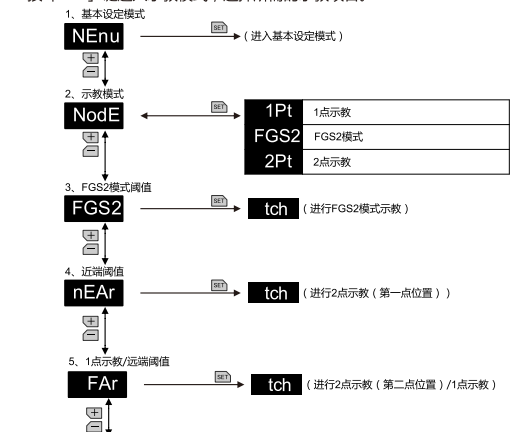 1、基本设定模式
NEnu SET (进入基本设定模式)
+
−
2、示教模式
NodE SET 1Pt 1点示教
FGS2 FGS2模式
2Pt 2点示教
+
−
3、FGS2模式阈值
FGS2 SET tch (进行FGS2模式示教)
+
−
4、近端阈值
nEAr SET tch (进行2点示教(第一点位置))
+
−
5、1点示教/远端阈值
FAr SET tch (进行2点示教(第二点位置)/1点示教)
+
−